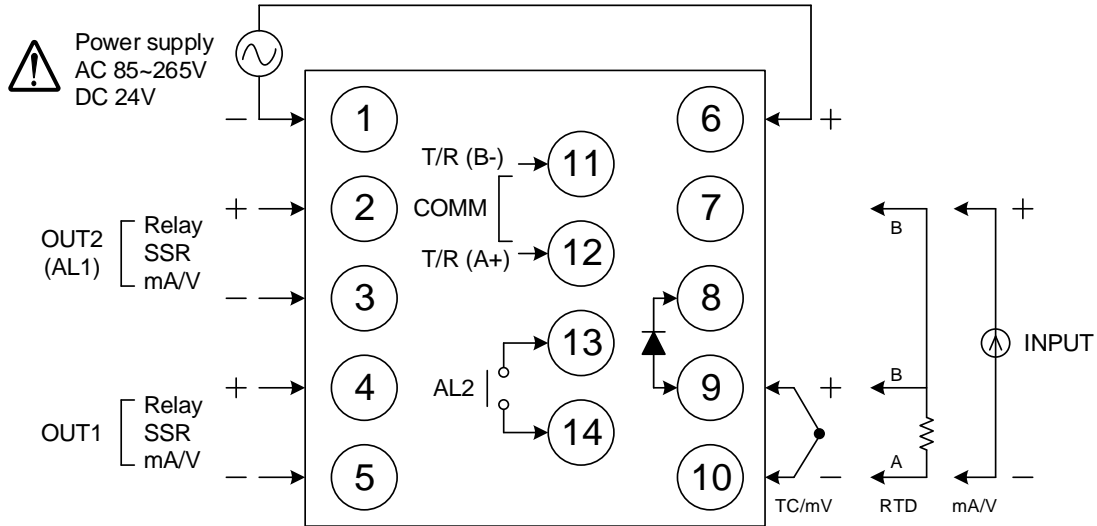 Power supply
AC 85~265V
DC 24V
− 1
6 +
T/R (B-) 11
+ 2
COMM
7
B
+
OUT2
(AL1)
Relay
SSR
mA/V
T/R (A+) 12
− 3
8
13
INPUT
+ 4
AL2
9 +
B
OUT1
Relay
SSR
mA/V
14
− 5
10 −
A
−
TC/mV RTD mA/V